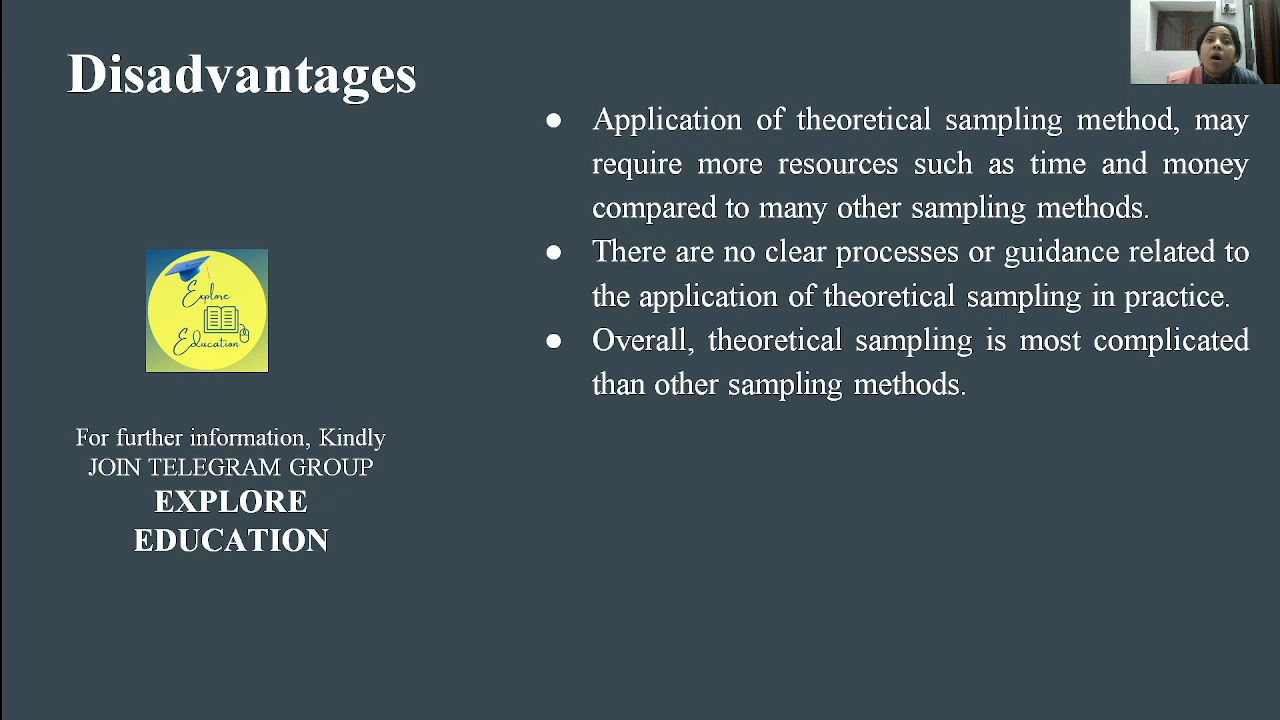 Disadvantages
● Application of theoretical sampling method, may
require more resources such as time and money
compared to many other sampling methods.
● There are no clear processes or guidance related to
the application of theoretical sampling in practice.
● Overall, theoretical sampling is most complicated
than other sampling methods.
Explore
Education
For further information, Kindly
JOIN TELEGRAM GROUP
EXPLORE
EDUCATION